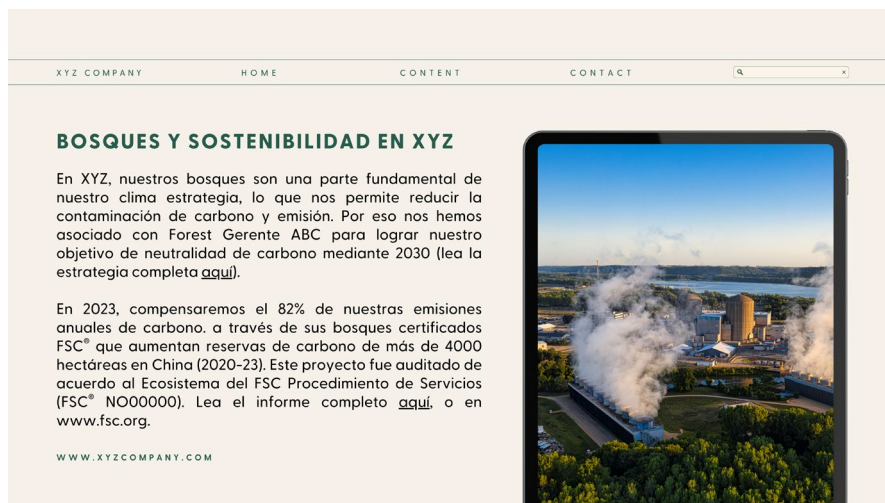 XYZ COMPANY HOME CONTENT CONTACT
BOSQUES Y SOSTENIBILIDAD EN XYZ
En XYZ, nuestros bosques son una parte fundamental de
nuestro clima estrategia, lo que nos permite reducir la
contaminación de carbono y emisión. Por eso nos hemos
asociado con Forest Gerente ABC para lograr nuestro
objetivo de neutralidad de carbono mediante 2030 (lea la
estrategia completa aquí).
En 2023, compensaremos el 82% de nuestras emisiones
anuales de carbono. a través de sus bosques certificados
FSC® que aumentan reservas de carbono de más de 4000
hectáreas en China (2020-23). Este proyecto fue auditado de
acuerdo al Ecosistema del FSC Procedimiento de Servicios
(FSC® NO00000). Lea el informe completo aquí, o en
www.fsc.org.
WWW.XYZCOMPANY.COM